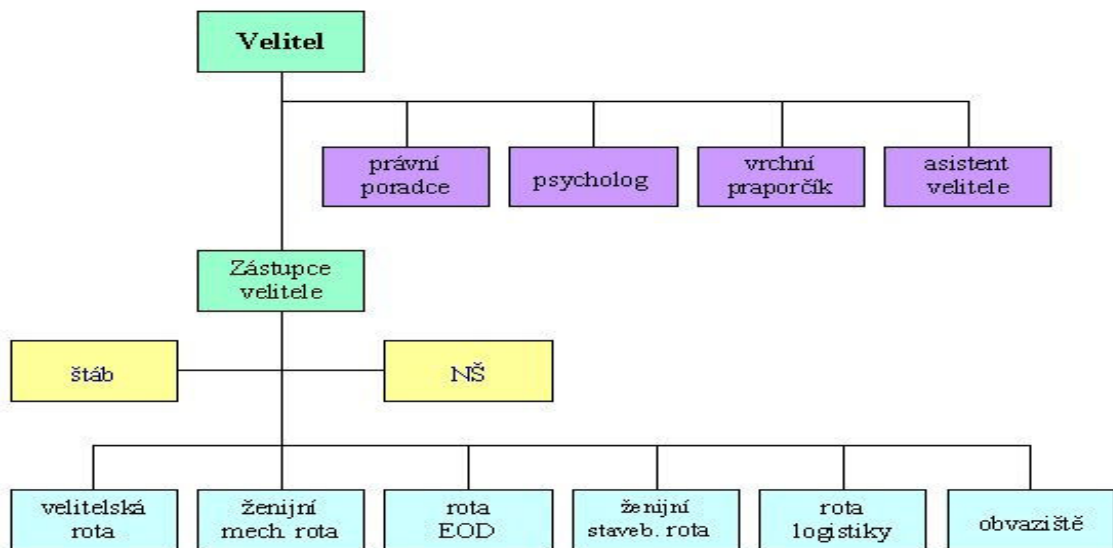 Velitel
právní
poradce
psycholog
vrchní
praporčík
asistent
velitele
Zástupce
velitele
štáb
NŠ
velitelská
rota
ženijní
mech. rota
rota
EOD
ženijní
staveb. rota
rota
logistiky
obvaziště